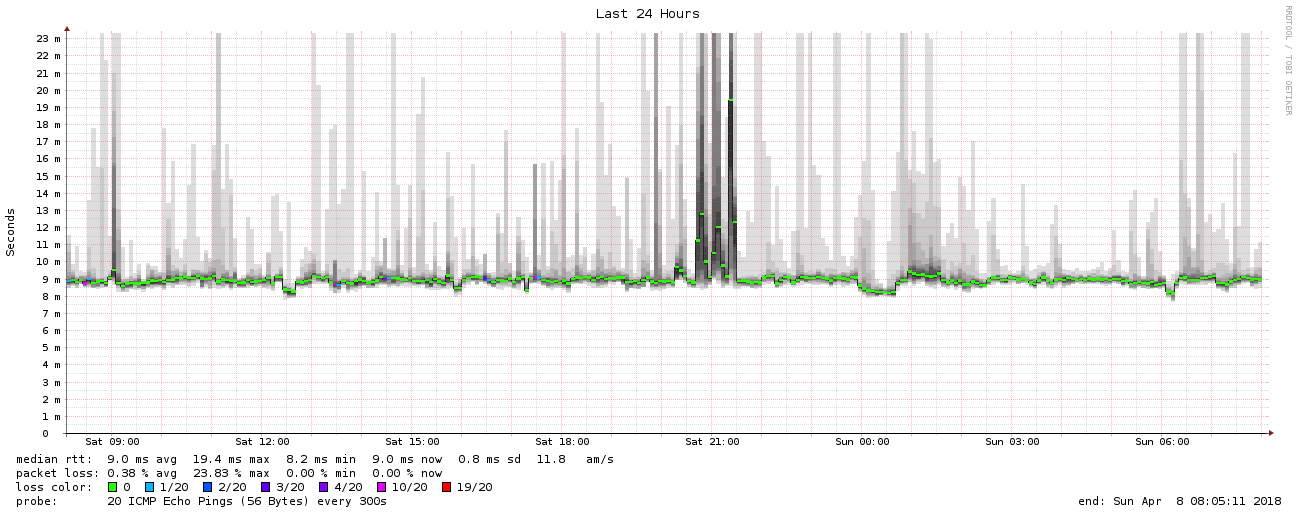 Last 24 Hours
RRDTOOL / TOBI OETIKER
Seconds
23 m
22 m
21 m
20 m
19 m
18 m
17 m
16 m
15 m
14 m
13 m
12 m
11 m
10 m
9 m
8 m
7 m
6 m
5 m
4 m
3 m
2 m
1 m
0
Sat 09:00 Sat 12:00 Sat 15:00 Sat 18:00 Sat 21:00 Sun 00:00 Sun 03:00 Sun 06:00
median rtt: 9.0 ms avg 19.4 ms max 8.2 ms min 9.0 ms now 0.8 ms sd 11.8 am/s
packet loss: 0.38 % avg 23.83 % max 0.00 % min 0.00 % now
loss color: 0 1/20 2/20 3/20 4/20 10/20 19/20
probe: 20 ICMP Echo Pings (56 Bytes) every 300s end: Sun Apr 8 08:05:11 2018